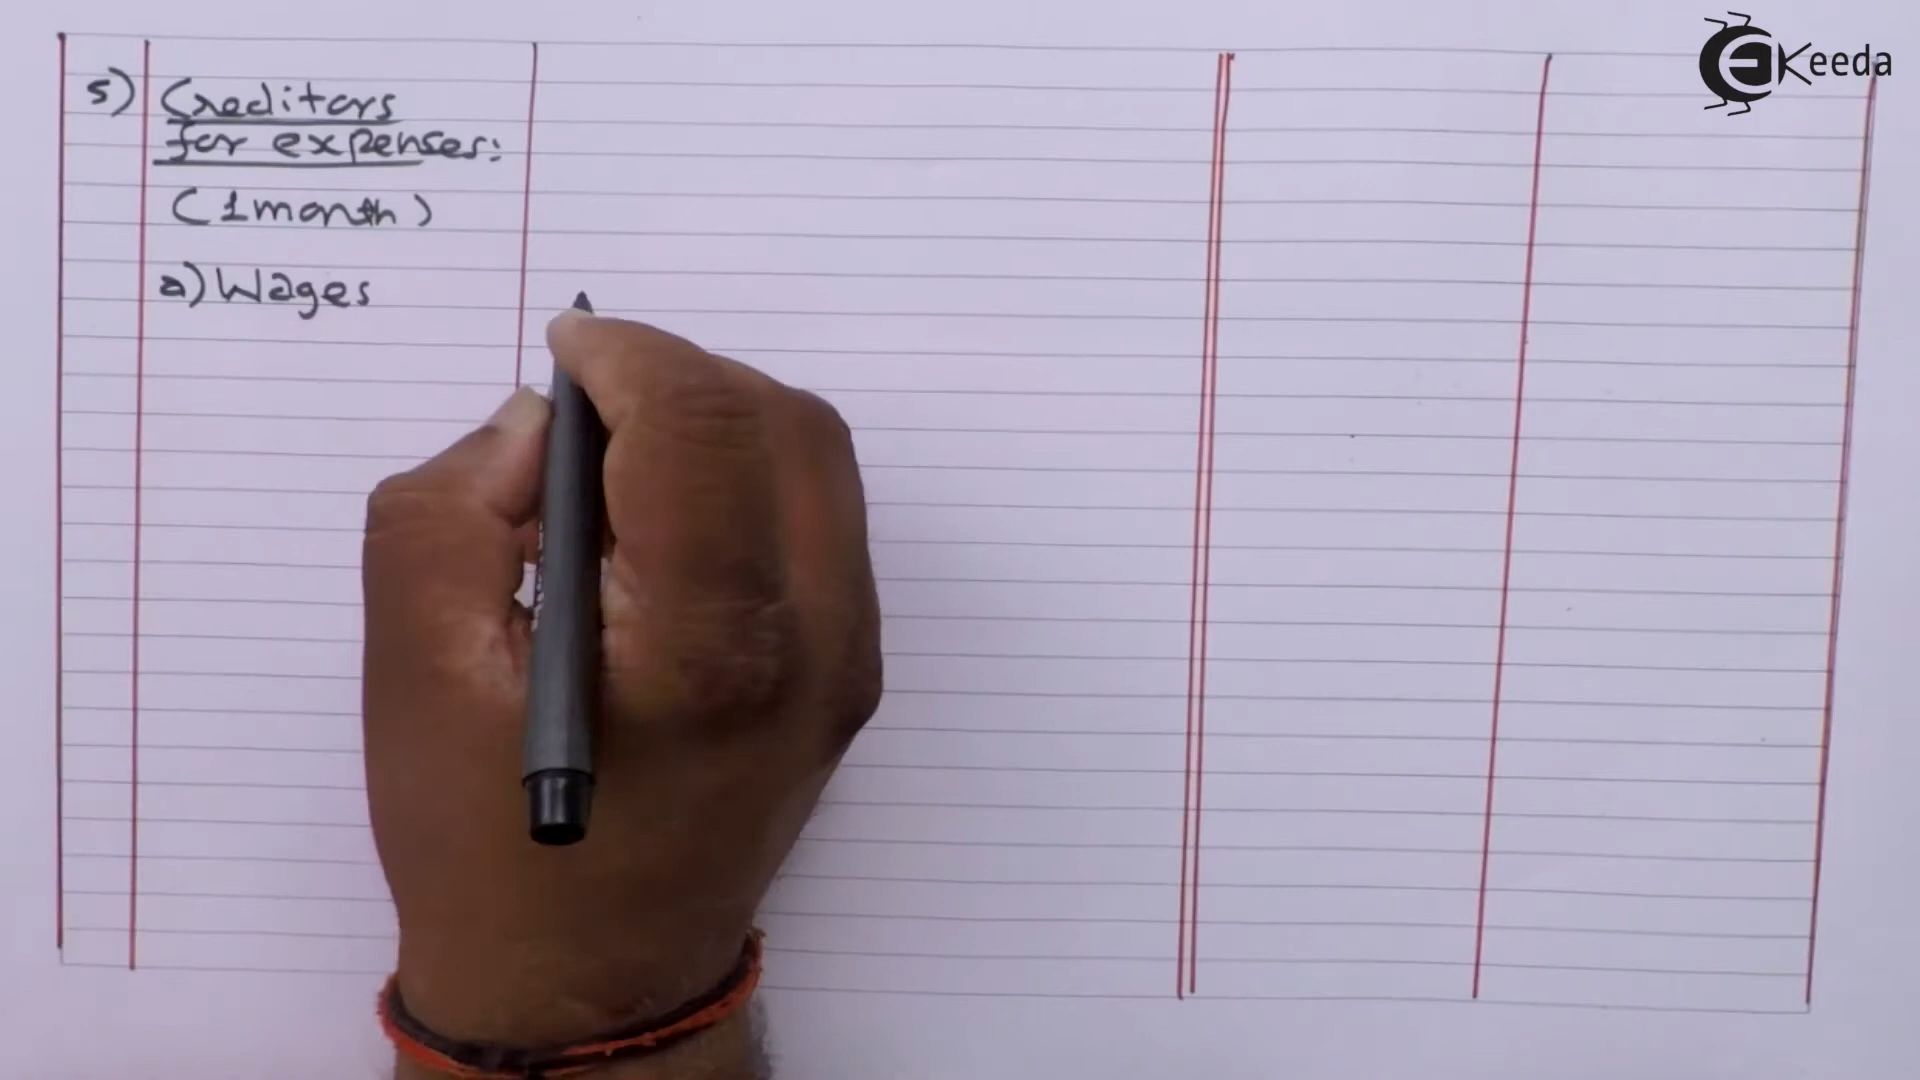 5) Creditors
for expenses:
(1 month)
a) Wages
Keeda